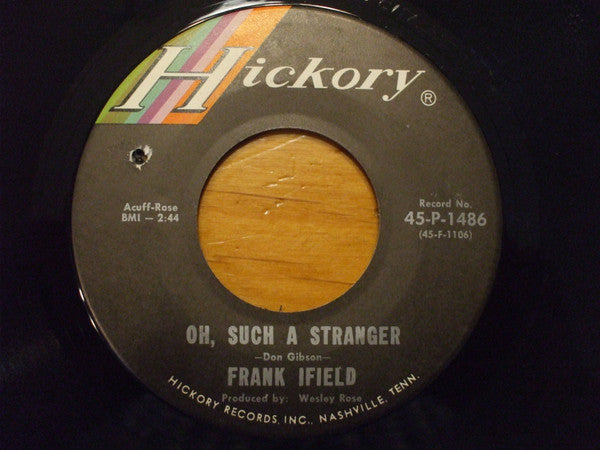 Hickory®
Acuff-Rose
BMI — 2:44
Record No.
45-P-1486
(45-F-1106)
OH, SUCH A STRANGER
—Don Gibson—
FRANK IFIELD
Produced by: Wesley Rose
HICKORY RECORDS, INC., NASHVILLE, TENN.